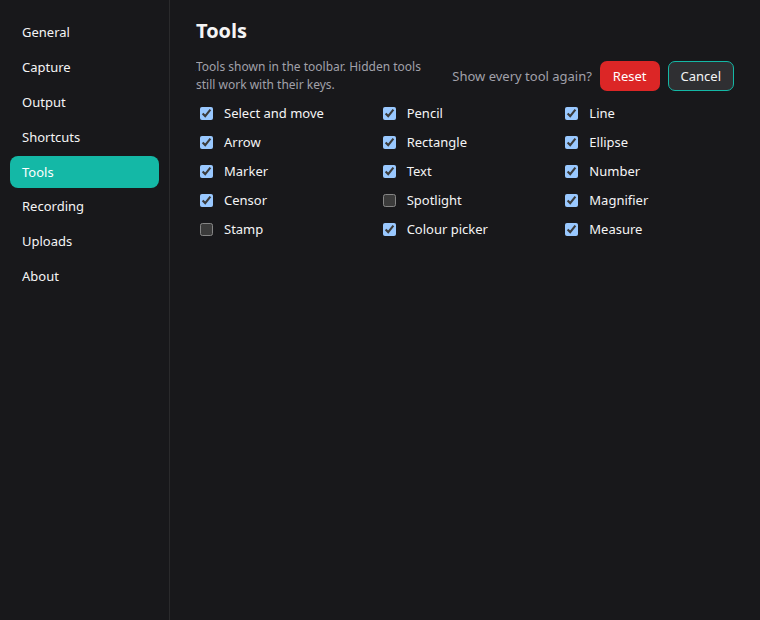 General
Capture
Output
Shortcuts
Tools
Recording
Uploads
About
Tools
Tools shown in the toolbar. Hidden tools
still work with their keys.
Show every tool again? Reset Cancel
Select and move Pencil Line
Arrow Rectangle Ellipse
Marker Text Number
Censor Spotlight Magnifier
Stamp Colour picker Measure